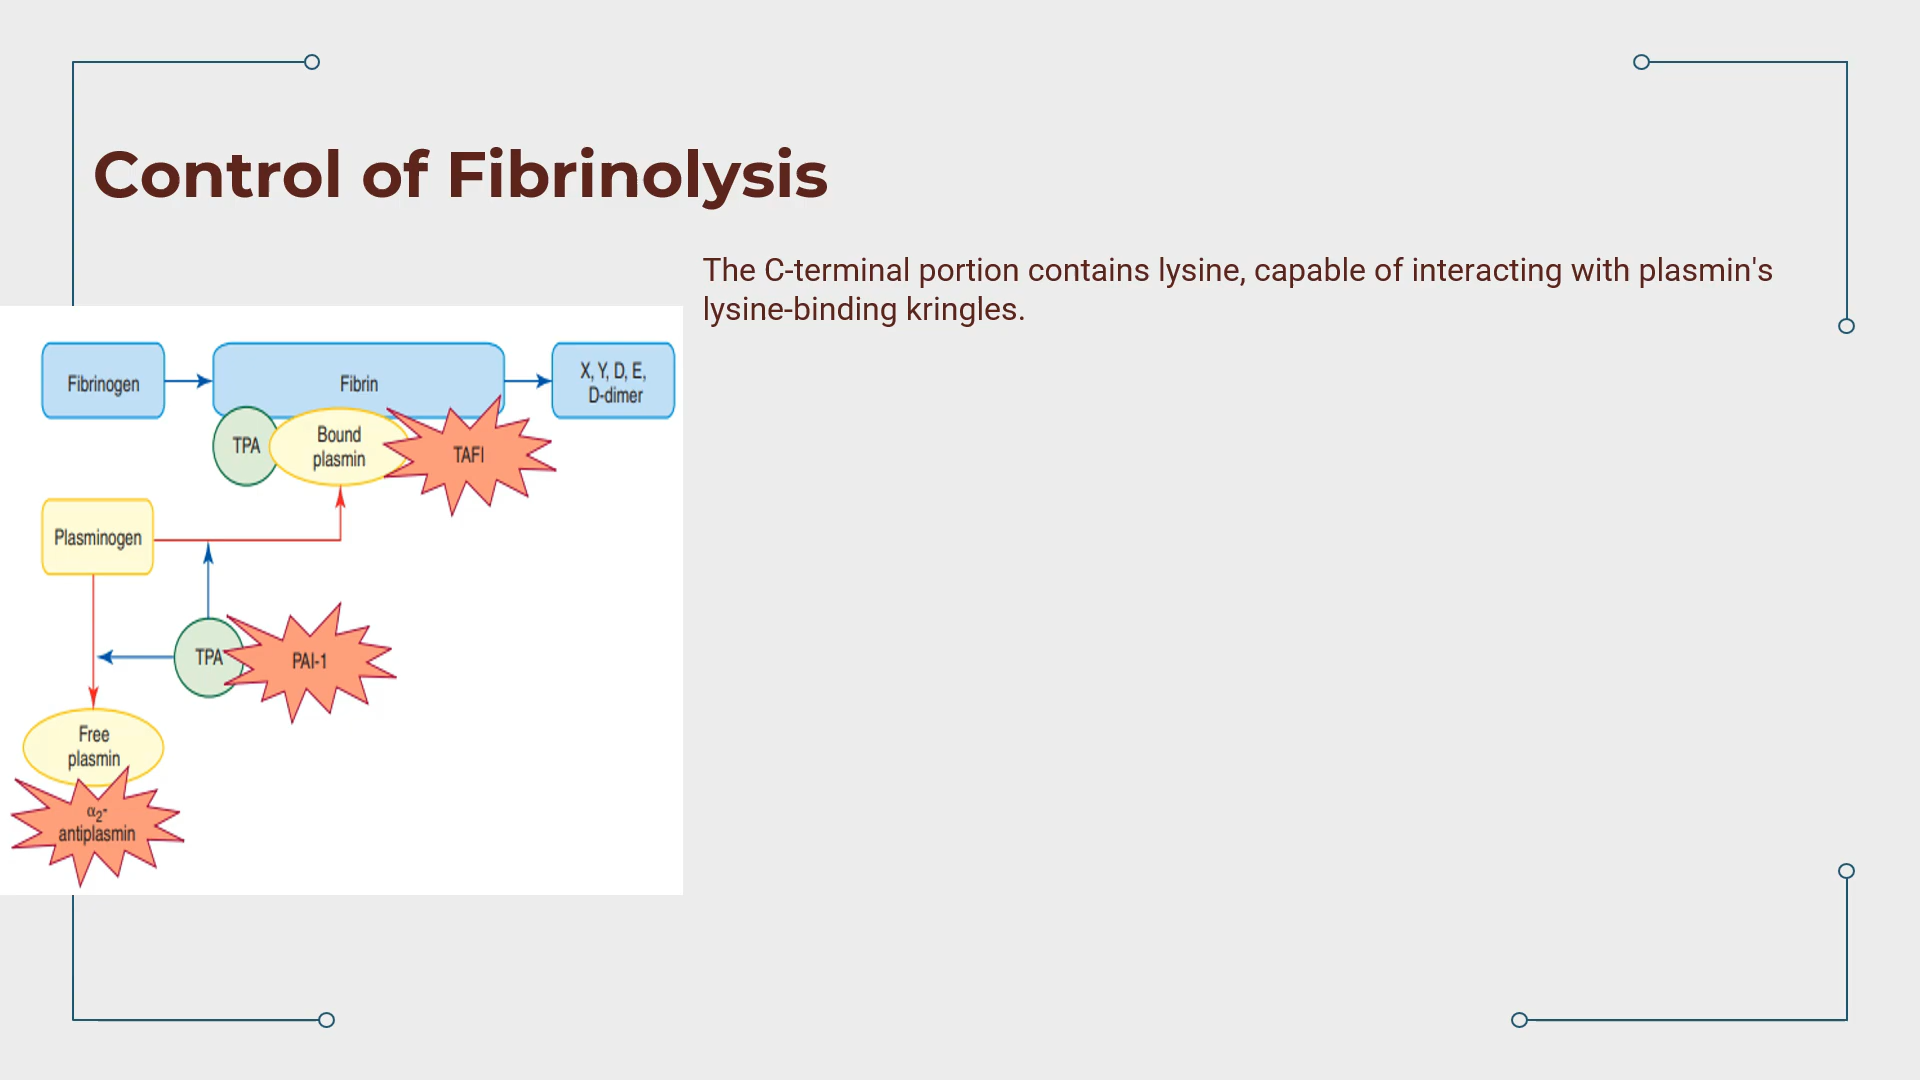 Control of Fibrinolysis
The C-terminal portion contains lysine, capable of interacting with plasmin's
lysine-binding kringles.
Fibrinogen
Fibrin
X, Y, D, E,
D-dimer
TPA
Bound
plasmin
TAFI
Plasminogen
TPA
PAI-1
Free
plasmin
α2-
antiplasmin